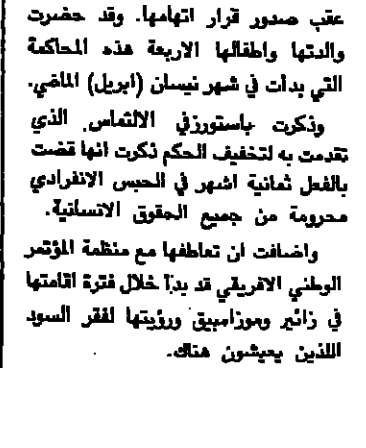 عقب صدور قرار اتهامها. وقد حضرت
والدتها واطفالها الاربعة هذه المحاكمة
التي بدأت في شهر نيسان (ابريل) الماضي.
وذكرت باستورزفي الالتماس الذي
تقدمت به لتخفيف الحكم ذكرت انها قضت
بالفعل ثمانية اشهر في الحبس الانفرادي
محرومة من جميع الحقوق الانسانية.
واضافت ان تعاطفها مع منظمة المؤتمر
الوطني الافريقي قد بدأ خلال فترة اقامتها
في زائير وموزامبيق ورؤيتها لفقر السود
اللذين يعيشون هناك.